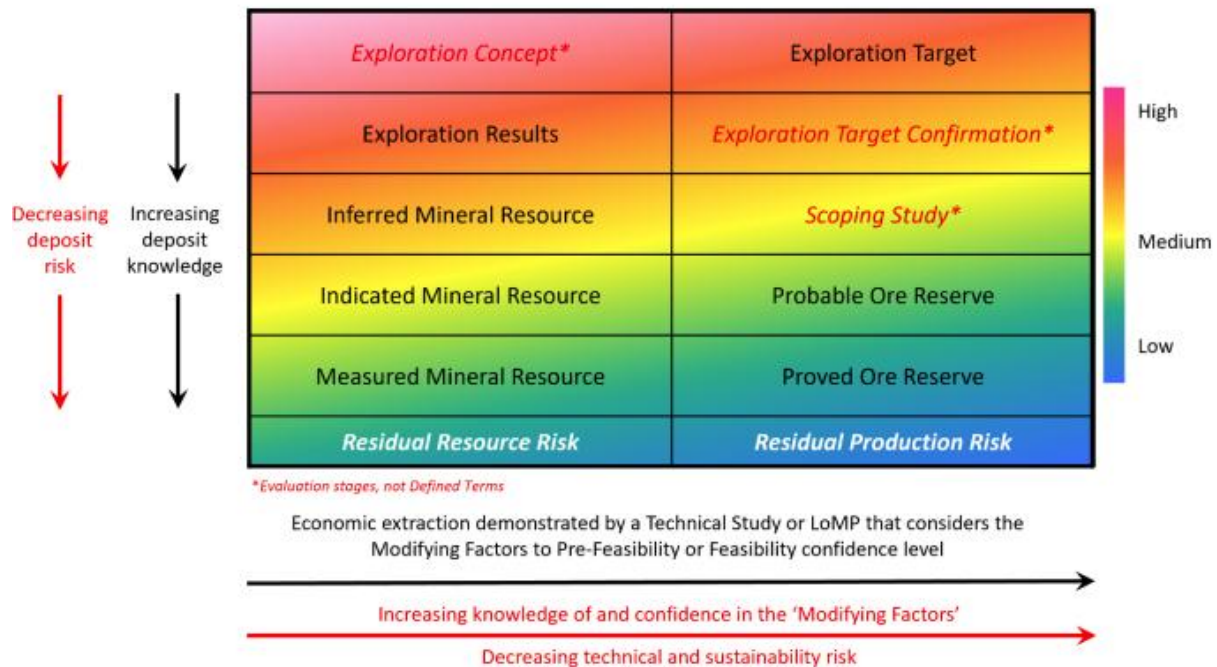 Exploration Concept*
Exploration Target
High
Exploration Results
Exploration Target Confirmation*
Decreasing
deposit
risk
Increasing
deposit
knowledge
Inferred Mineral Resource
Scoping Study*
Medium
Indicated Mineral Resource
Probable Ore Reserve
Low
Measured Mineral Resource
Proved Ore Reserve
Residual Resource Risk
Residual Production Risk
*Evaluation stages, not Defined Terms
Economic extraction demonstrated by a Technical Study or LoMP that considers the
Modifying Factors to Pre-Feasibility or Feasibility confidence level
Increasing knowledge of and confidence in the ‘Modifying Factors’
Decreasing technical and sustainability risk